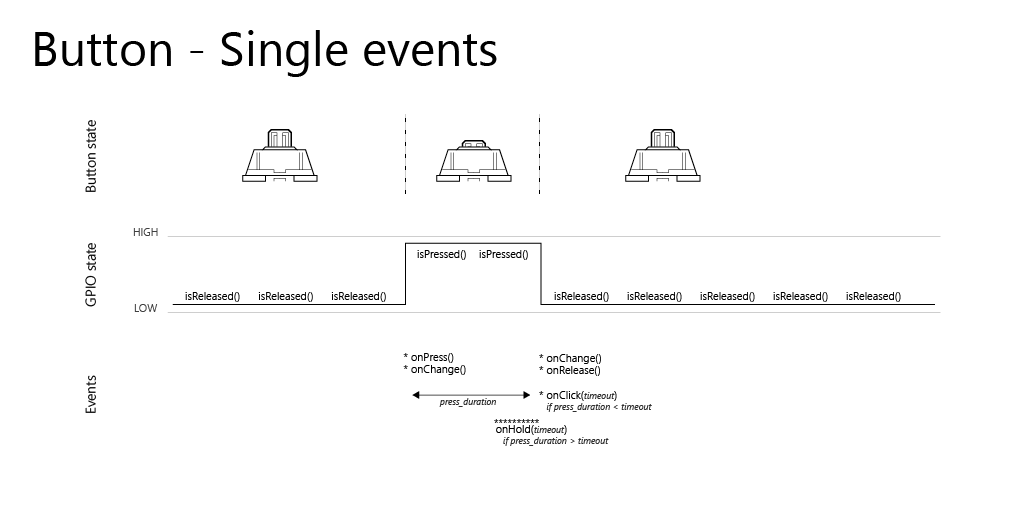 Button - Single events
Button state
HIGH
GPIO state
isPressed() isPressed()
isReleased() isReleased() isReleased() isReleased() isReleased() isReleased() isReleased() isReleased()
LOW
Events
* onPress()
* onChange()
* onChange()
* onRelease()
press_duration
* onClick(timeout)
if press_duration < timeout
**********
onHold(timeout)
if press_duration > timeout